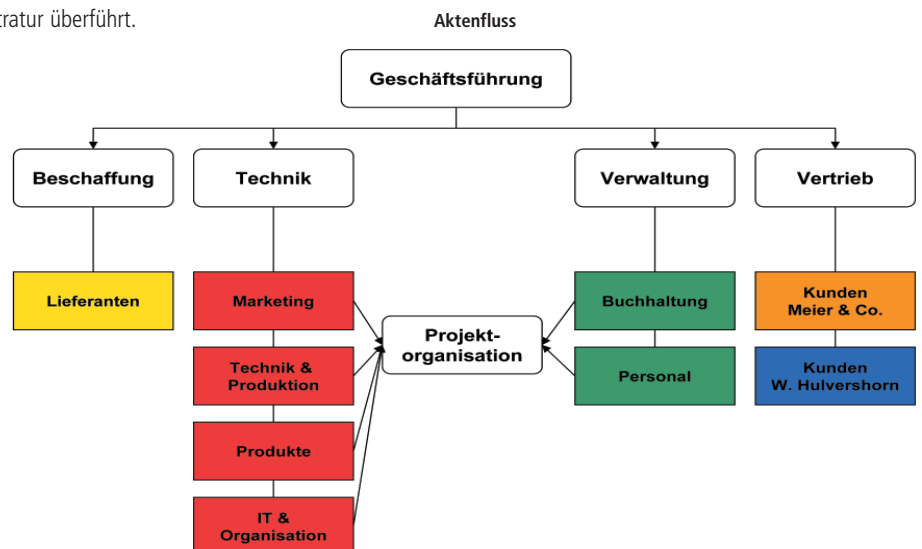 überführt.
Aktenfluss
Geschäftsführung
Beschaffung
Technik
Verwaltung
Vertrieb
Lieferanten
Marketing
Buchhaltung
Kunden
Meier & Co.
Projekt-
organisation
Technik &
Produktion
Personal
Kunden
W. Hulvershorn
Produkte
IT &
Organisation